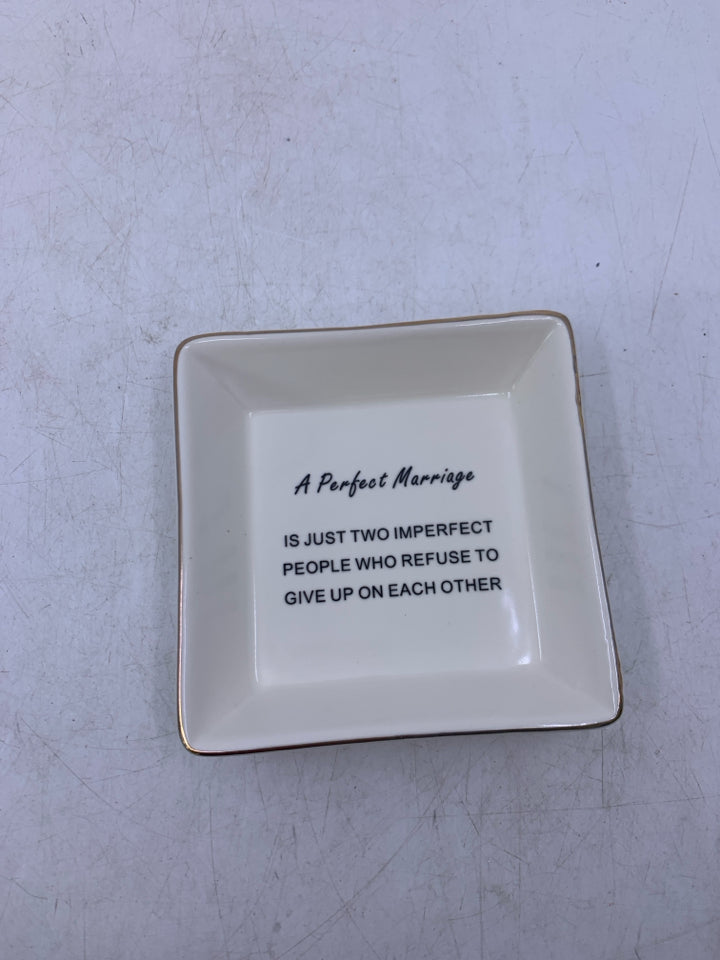 A Perfect Marriage
IS JUST TWO IMPERFECT
PEOPLE WHO REFUSE TO
GIVE UP ON EACH OTHER